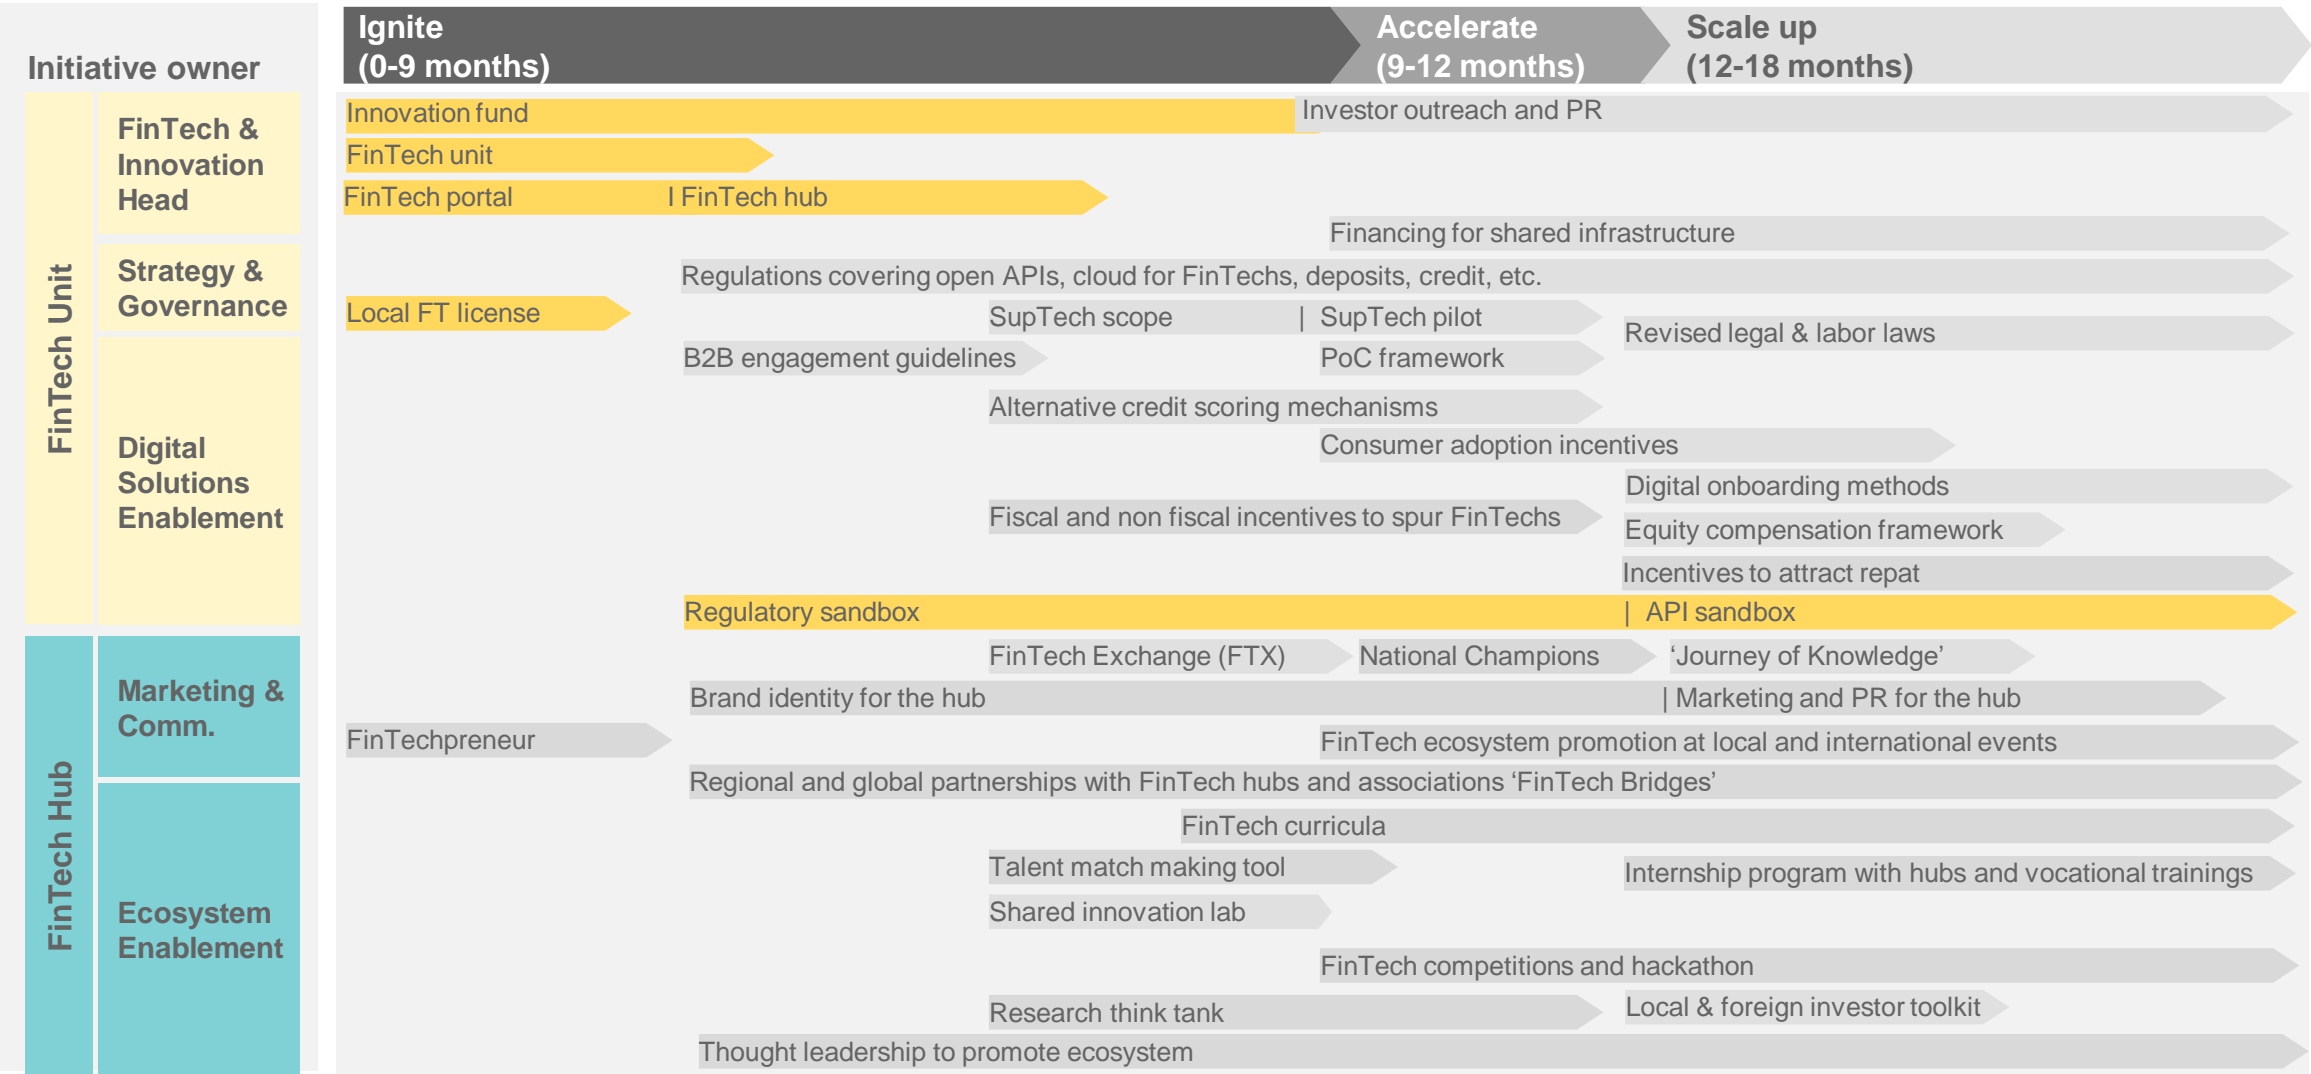 Ignite
(0-9 months)
Accelerate
(9-12 months)
Scale up
(12-18 months)
Initiative owner
FinTech Unit
FinTech &
Innovation
Head
Strategy &
Governance
Digital
Solutions
Enablement
FinTech Hub
Marketing &
Comm.
Ecosystem
Enablement
Innovation fund
Investor outreach and PR
FinTech unit
FinTech portal | FinTech hub
Financing for shared infrastructure
Regulations covering open APIs, cloud for FinTechs, deposits, credit, etc.
Local FT license
SupTech scope | SupTech pilot
Revised legal & labor laws
B2B engagement guidelines
PoC framework
Alternative credit scoring mechanisms
Consumer adoption incentives
Digital onboarding methods
Fiscal and non fiscal incentives to spur FinTechs
Equity compensation framework
Incentives to attract repat
Regulatory sandbox | API sandbox
FinTech Exchange (FTX)
National Champions
‘Journey of Knowledge’
Brand identity for the hub | Marketing and PR for the hub
FinTechpreneur
FinTech ecosystem promotion at local and international events
Regional and global partnerships with FinTech hubs and associations ‘FinTech Bridges’
FinTech curricula
Talent match making tool
Internship program with hubs and vocational trainings
Shared innovation lab
FinTech competitions and hackathon
Research think tank
Local & foreign investor toolkit
Thought leadership to promote ecosystem